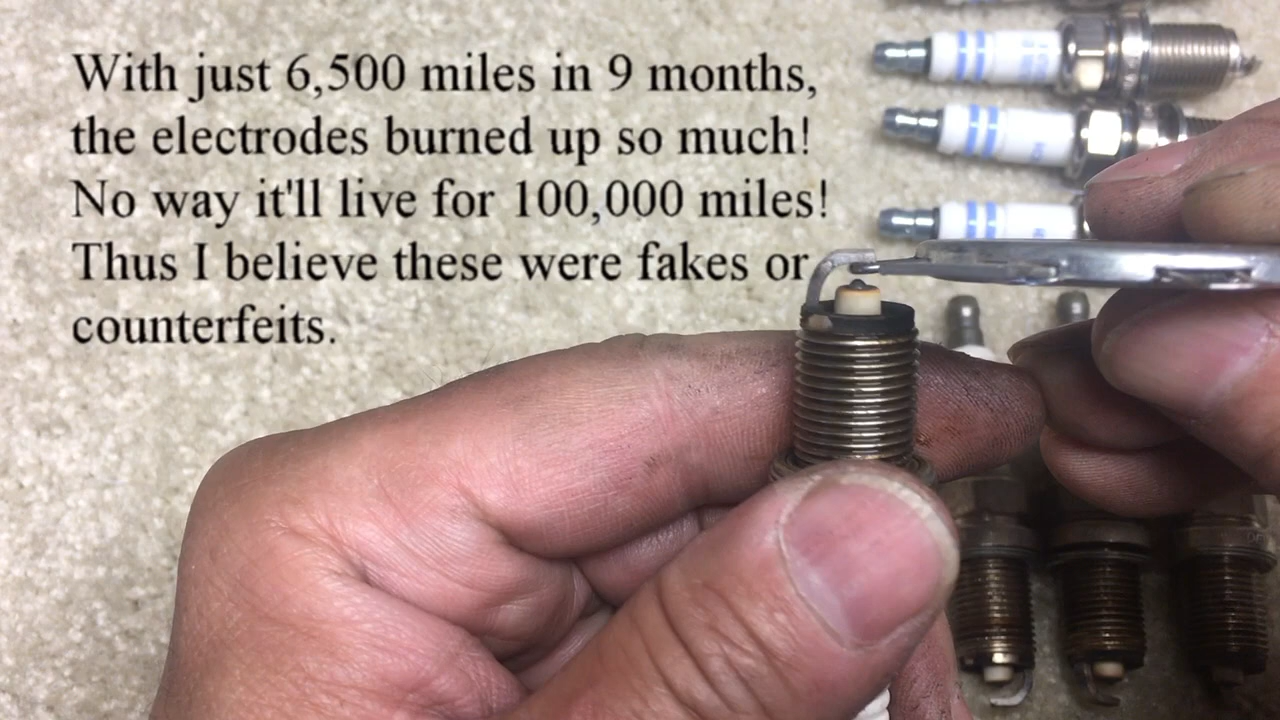 With just 6,500 miles in 9 months,
the electrodes burned up so much!
No way it'll live for 100,000 miles!
Thus I believe these were fakes or
counterfeits.